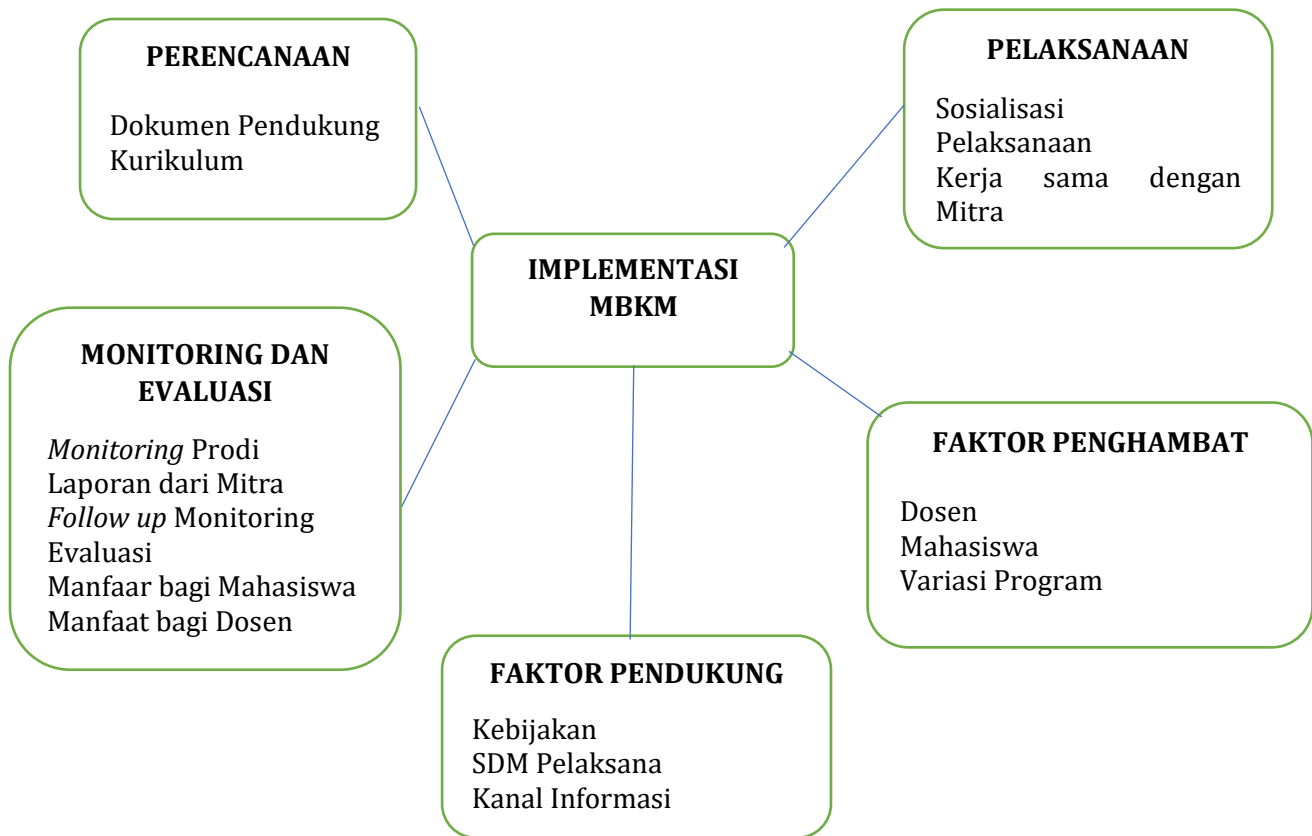 PERENCANAAN
Dokumen Pendukung
Kurikulum
PELAKSANAAN
Sosialisasi
Pelaksanaan
Kerja sama dengan
Mitra
IMPLEMENTASI
MBKM
MONITORING DAN
EVALUASI
Monitoring Prodi
Laporan dari Mitra
Follow up Monitoring
Evaluasi
Manfaar bagi Mahasiswa
Manfaat bagi Dosen
FAKTOR PENGHAMBAT
Dosen
Mahasiswa
Variasi Program
FAKTOR PENDUKUNG
Kebijakan
SDM Pelaksana
Kanal Informasi